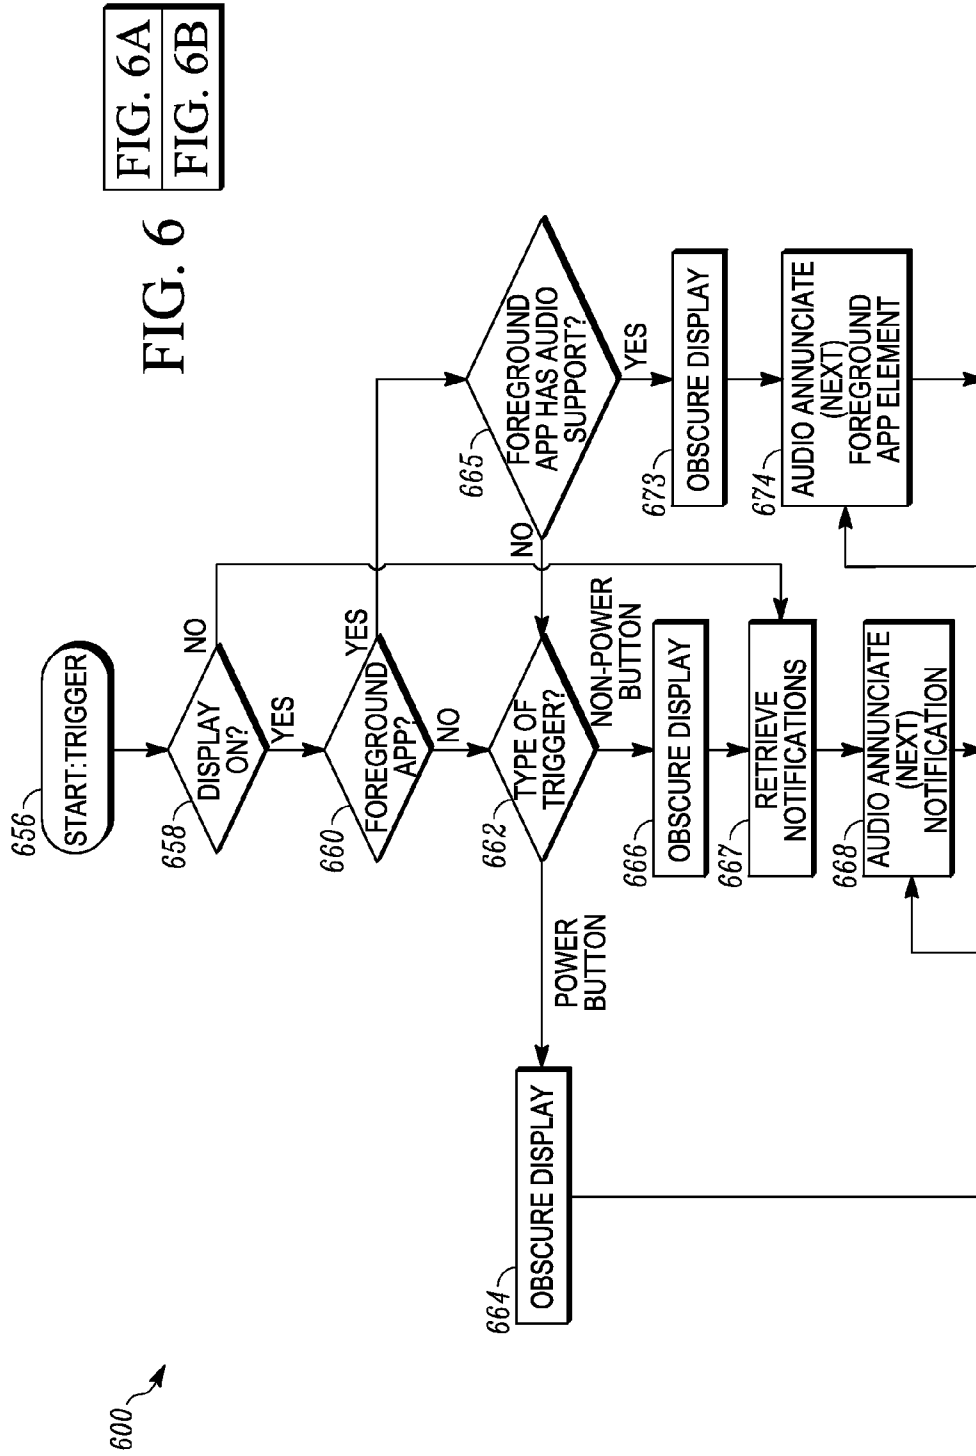 FIG. 6
FIG. 6A
FIG. 6B
600
656
START:TRIGGER
658
DISPLAY
ON?
NO
YES
660
FOREGROUND
APP?
YES
NO
662
TYPE OF
TRIGGER?
POWER
BUTTON
NON-POWER
BUTTON
664
OBSCURE DISPLAY
665
FOREGROUND
APP HAS AUDIO
SUPPORT?
NO
YES
666
OBSCURE DISPLAY
667
RETRIEVE
NOTIFICATIONS
668
AUDIO ANNUNCIATE
(NEXT)
NOTIFICATION
673
OBSCURE DISPLAY
674
AUDIO ANNUNCIATE
(NEXT)
FOREGROUND
APP ELEMENT